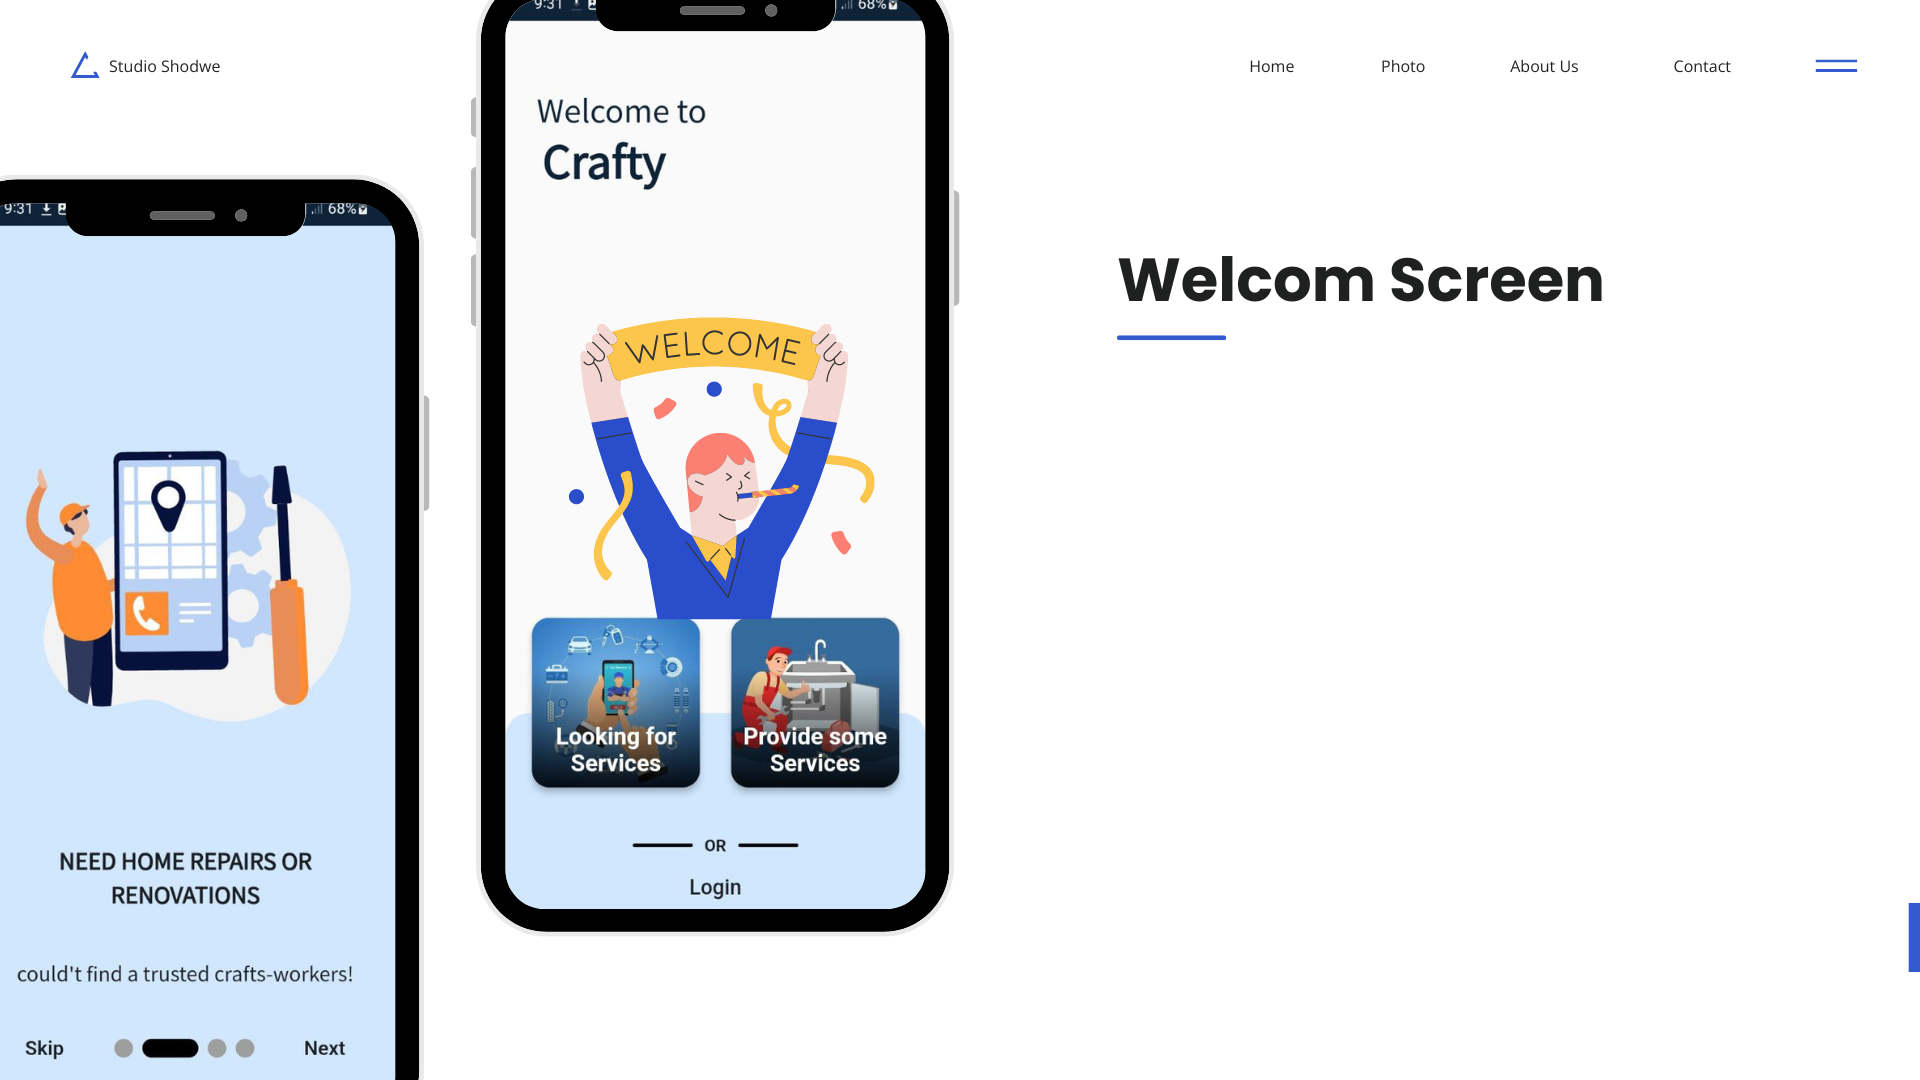 Studio Shodwe
Home
Photo
About Us
Contact
9:31
68%
Welcome to
Crafty
WELCOME
Looking for
Services
Provide some
Services
OR
Login
9:31
68%
NEED HOME REPAIRS OR
RENOVATIONS
could't find a trusted crafts-workers!
Skip
Next
Welcom Screen